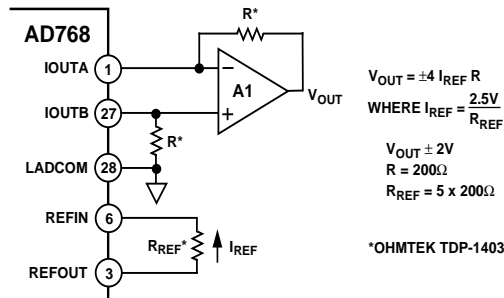 AD768
IOUTA 1
IOUTB 27
LADCOM 28
REFIN 6
REFOUT 3
R*
A1
VOUT
R*
RREF*
IREF
VOUT = ±4 IREF R
WHERE IREF = 2.5V
RREF
VOUT ± 2V
R = 200Ω
RREF = 5 x 200Ω
*OHMTEK TDP-1403